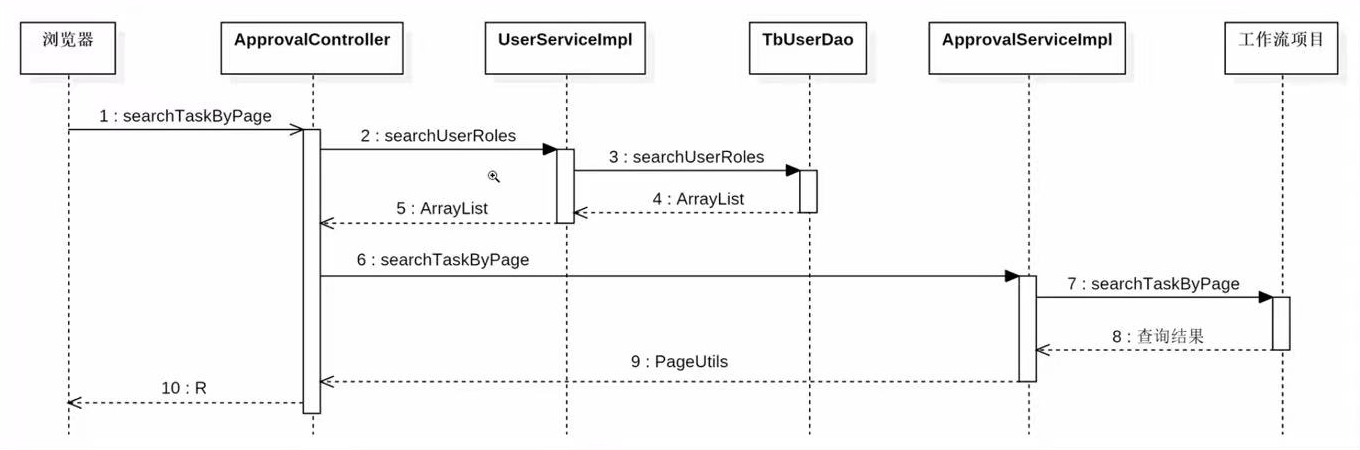 浏览器
ApprovalController
UserServiceImpl
TbUserDao
ApprovalServiceImpl
工作流项目
1 : searchTaskByPage
2 : searchUserRoles
3 : searchUserRoles
4 : ArrayList
5 : ArrayList
6 : searchTaskByPage
7 : searchTaskByPage
8 : 查询结果
9 : PageUtils
10 : R